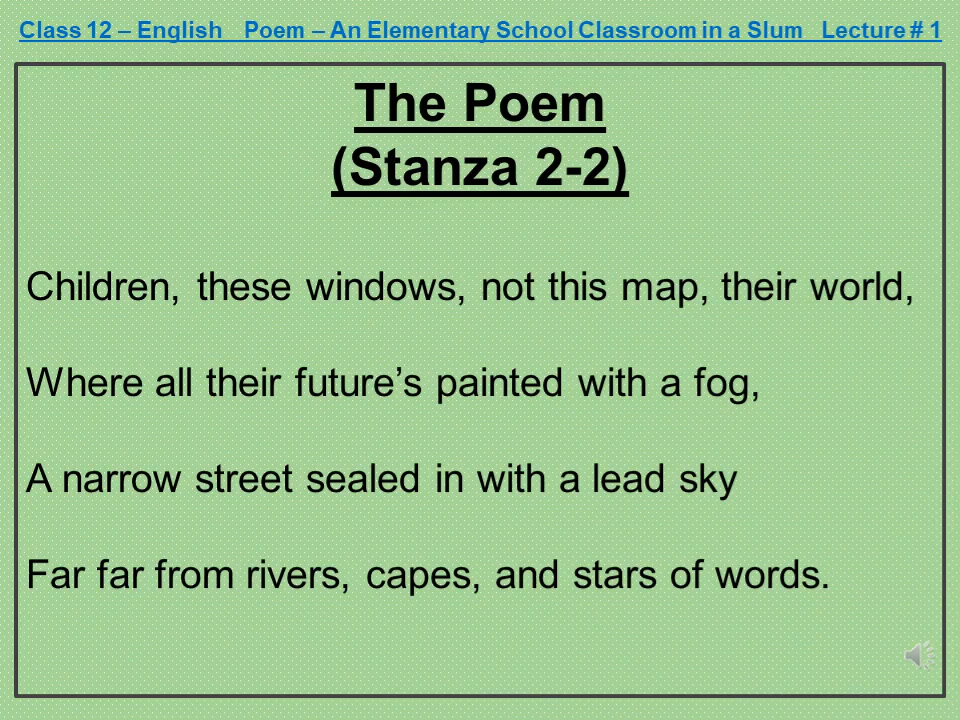 Class 12 – English Poem – An Elementary School Classroom in a Slum Lecture # 1
The Poem
(Stanza 2-2)
Children, these windows, not this map, their world,
Where all their future’s painted with a fog,
A narrow street sealed in with a lead sky
Far far from rivers, capes, and stars of words.